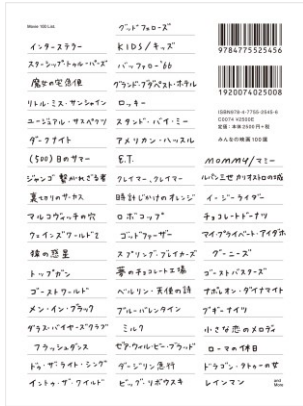 Movie 100 List.
インターステラー
スターシップ・トゥルーパーズ
魔女の宅急便
リトル・ミス・サンシャイン
ユージュアル・サスペクツ
ダークナイト
(500)日のサマー
ジャンゴ 繋がれざる者
裏切りのサーカス
マルコヴィッチの穴
ウェインズワールド2
猿の惑星
トップガン
ゴーストワールド
メン・イン・ブラック
ダラス・バイヤーズクラブ
フラッシュダンス
ドゥ・ザ・ライト・シング
イントゥ・ザ・ワイルド
グッドフェローズ
KIDS/キッズ
バッファロー'66
グランド・ブダペスト・ホテル
ロッキー
スタンド・バイ・ミー
アメリカン・ハッスル
E.T.
クレイマー、クレイマー
時計じかけのオレンジ
ロボコップ
ゴッドファーザー
スプリング・ブレイカーズ
夢のチョコレート工場
ベルリン・天使の詩
ブルーバレンタイン
ミルク
ゼア・ウィル・ビー・ブラッド
ダージリン急行
ビッグ・リボウスキ
9784775525456
1920074025008
ISBN978-4-7755-2545-6
C0074 ¥2500E
定価:本体2500円+税
みんなの映画100選
mommy/マミー
ルパン三世 カリオストロの城
イージーライダー
チョコレートドーナツ
マイ・プライベート・アイダホ
グーニーズ
ゴーストバスターズ
ナポレオン・ダイナマイト
ブギーナイツ
小さな恋のメロディ
ローマの休日
ドラゴン・タトゥーの女
レインマン
and More